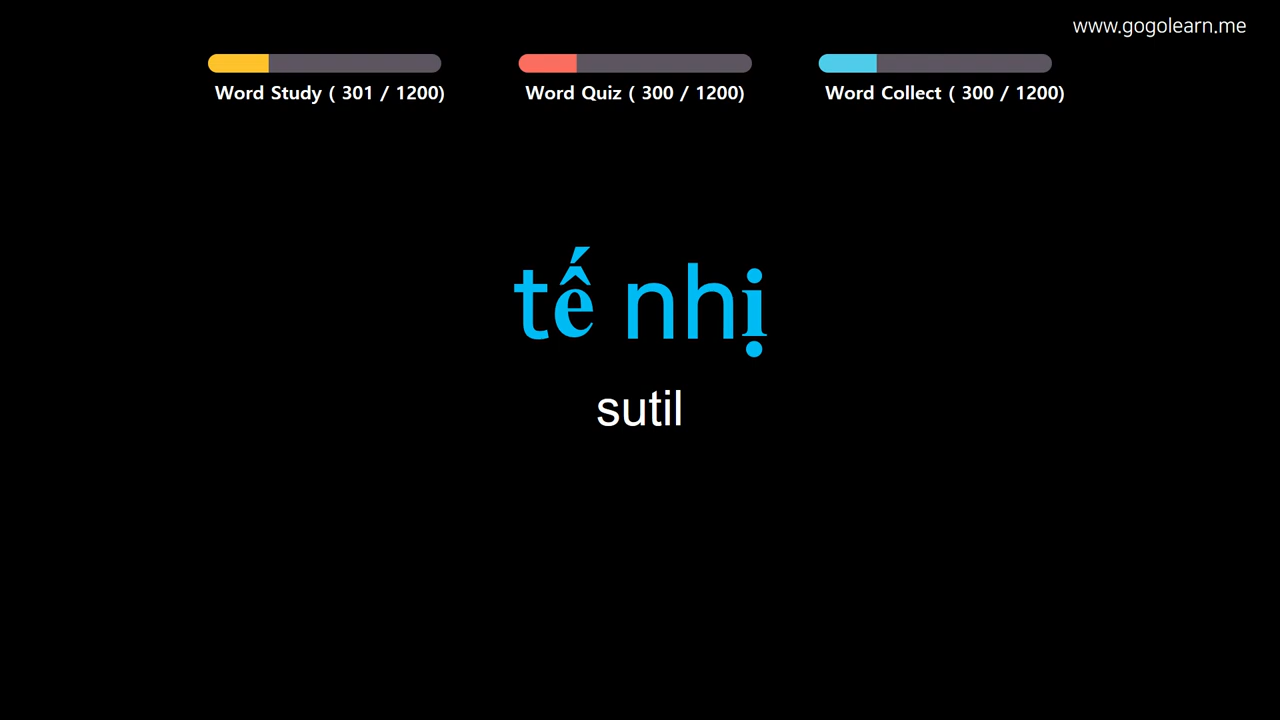 www.gogolearn.me
Word Study ( 301 / 1200)
Word Quiz ( 300 / 1200)
Word Collect ( 300 / 1200)
tế nhị
sutil